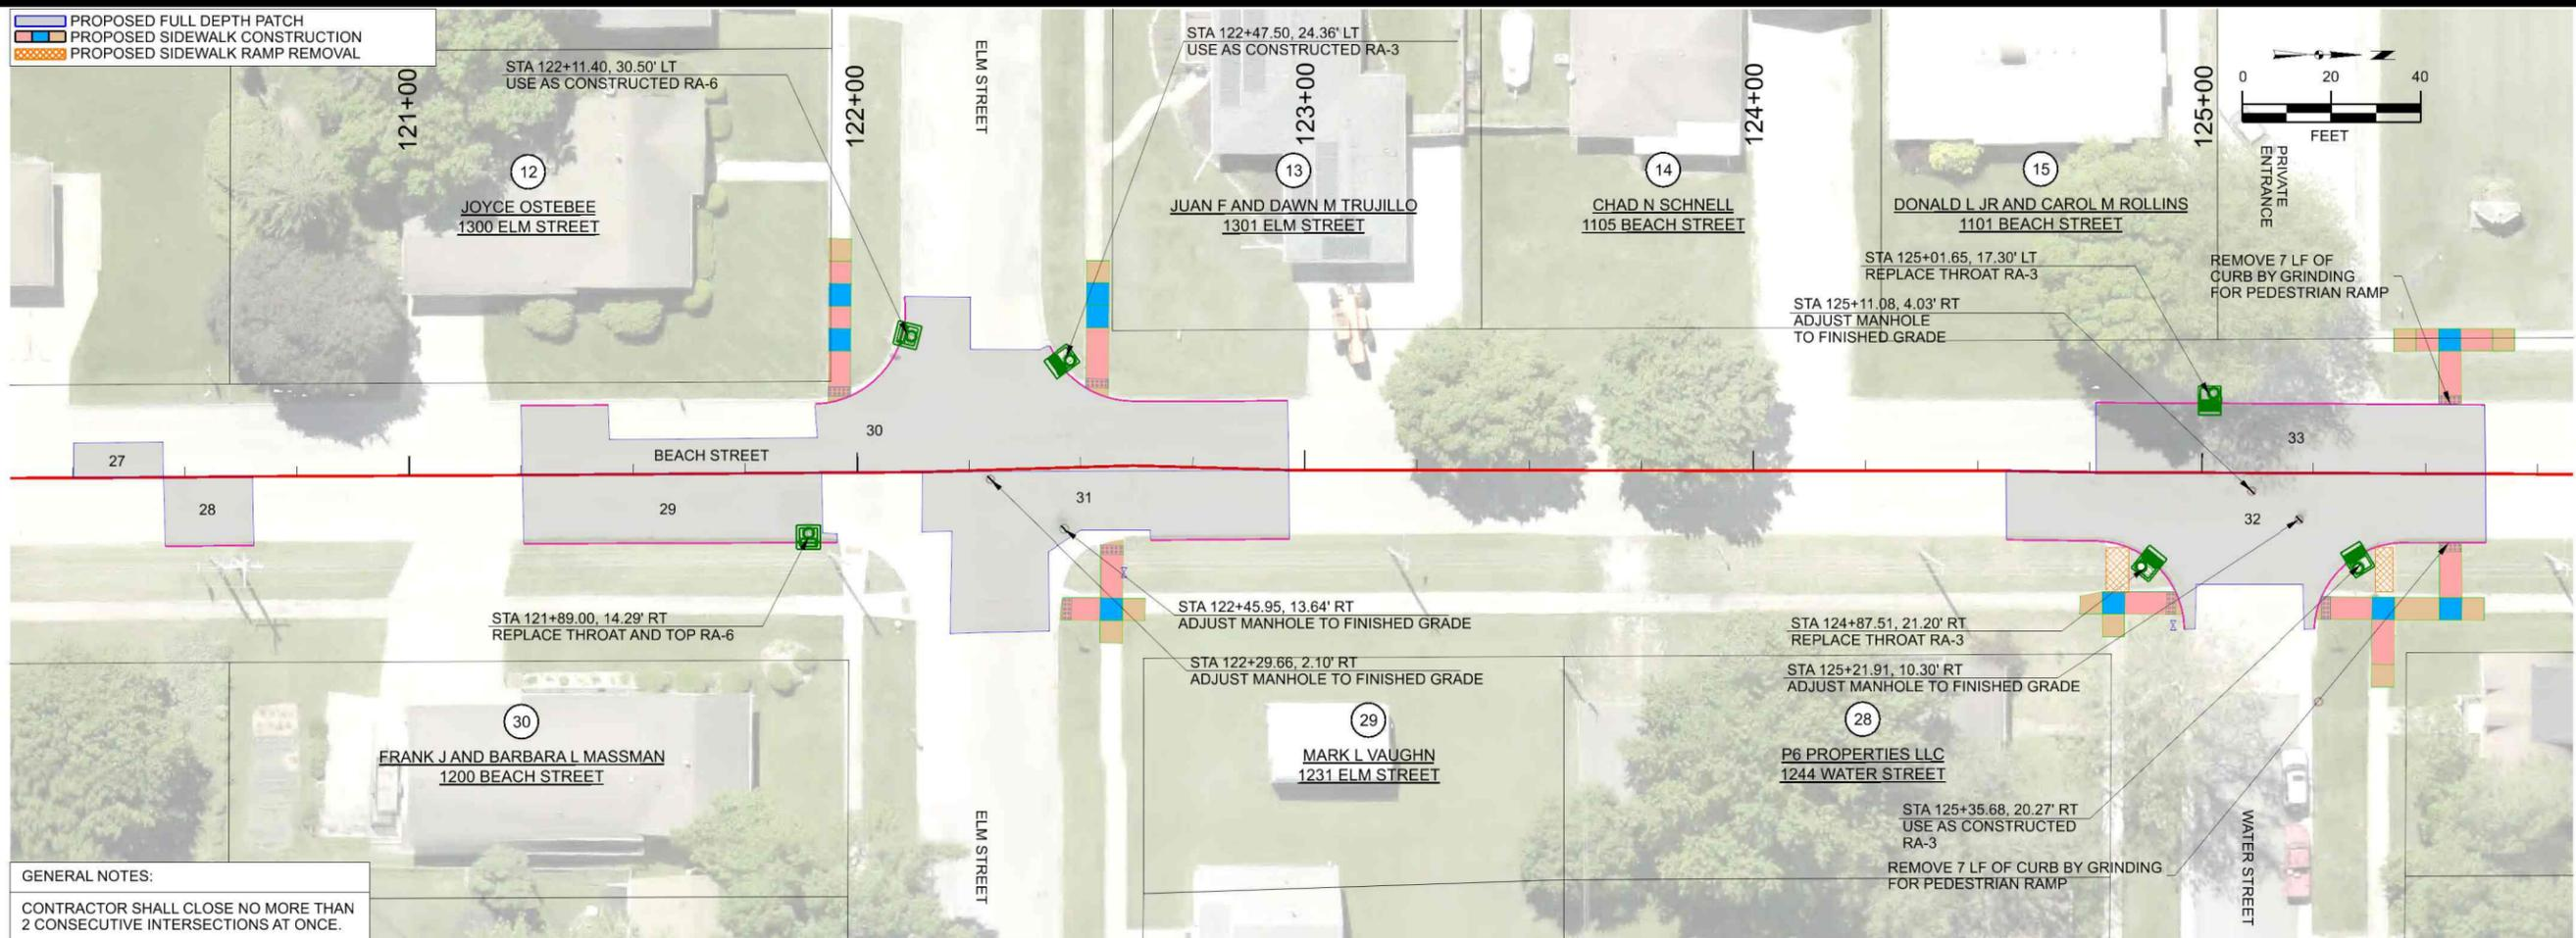 PROPOSED FULL DEPTH PATCH
PROPOSED SIDEWALK CONSTRUCTION
PROPOSED SIDEWALK RAMP REMOVAL
121+00
STA 122+11.40, 30.50' LT
USE AS CONSTRUCTED RA-6
122+00
ELM STREET
STA 122+47.50, 24.36' LT
USE AS CONSTRUCTED RA-3
123+00
124+00
125+00
0 20 40
FEET
PRIVATE
ENTRANCE
12
JOYCE OSTEBEE
1300 ELM STREET
13
JUAN F AND DAWN M TRUJILLO
1301 ELM STREET
14
CHAD N SCHNELL
1105 BEACH STREET
15
DONALD L JR AND CAROL M ROLLINS
1101 BEACH STREET
STA 125+01.65, 17.30' LT
REPLACE THROAT RA-3
REMOVE 7 LF OF
CURB BY GRINDING
FOR PEDESTRIAN RAMP
STA 125+11.08, 4.03' RT
ADJUST MANHOLE
TO FINISHED GRADE
30
33
BEACH STREET
27
28
29
31
32
STA 121+89.00, 14.29' RT
REPLACE THROAT AND TOP RA-6
STA 122+45.95, 13.64' RT
ADJUST MANHOLE TO FINISHED GRADE
STA 122+29.66, 2.10' RT
ADJUST MANHOLE TO FINISHED GRADE
STA 124+87.51, 21.20' RT
REPLACE THROAT RA-3
STA 125+21.91, 10.30' RT
ADJUST MANHOLE TO FINISHED GRADE
30
FRANK J AND BARBARA L MASSMAN
1200 BEACH STREET
29
MARK L VAUGHN
1231 ELM STREET
28
P6 PROPERTIES LLC
1244 WATER STREET
STA 125+35.68, 20.27' RT
USE AS CONSTRUCTED
RA-3
REMOVE 7 LF OF CURB BY GRINDING
FOR PEDESTRIAN RAMP
ELM STREET
WATER STREET
GENERAL NOTES:
CONTRACTOR SHALL CLOSE NO MORE THAN
2 CONSECUTIVE INTERSECTIONS AT ONCE.